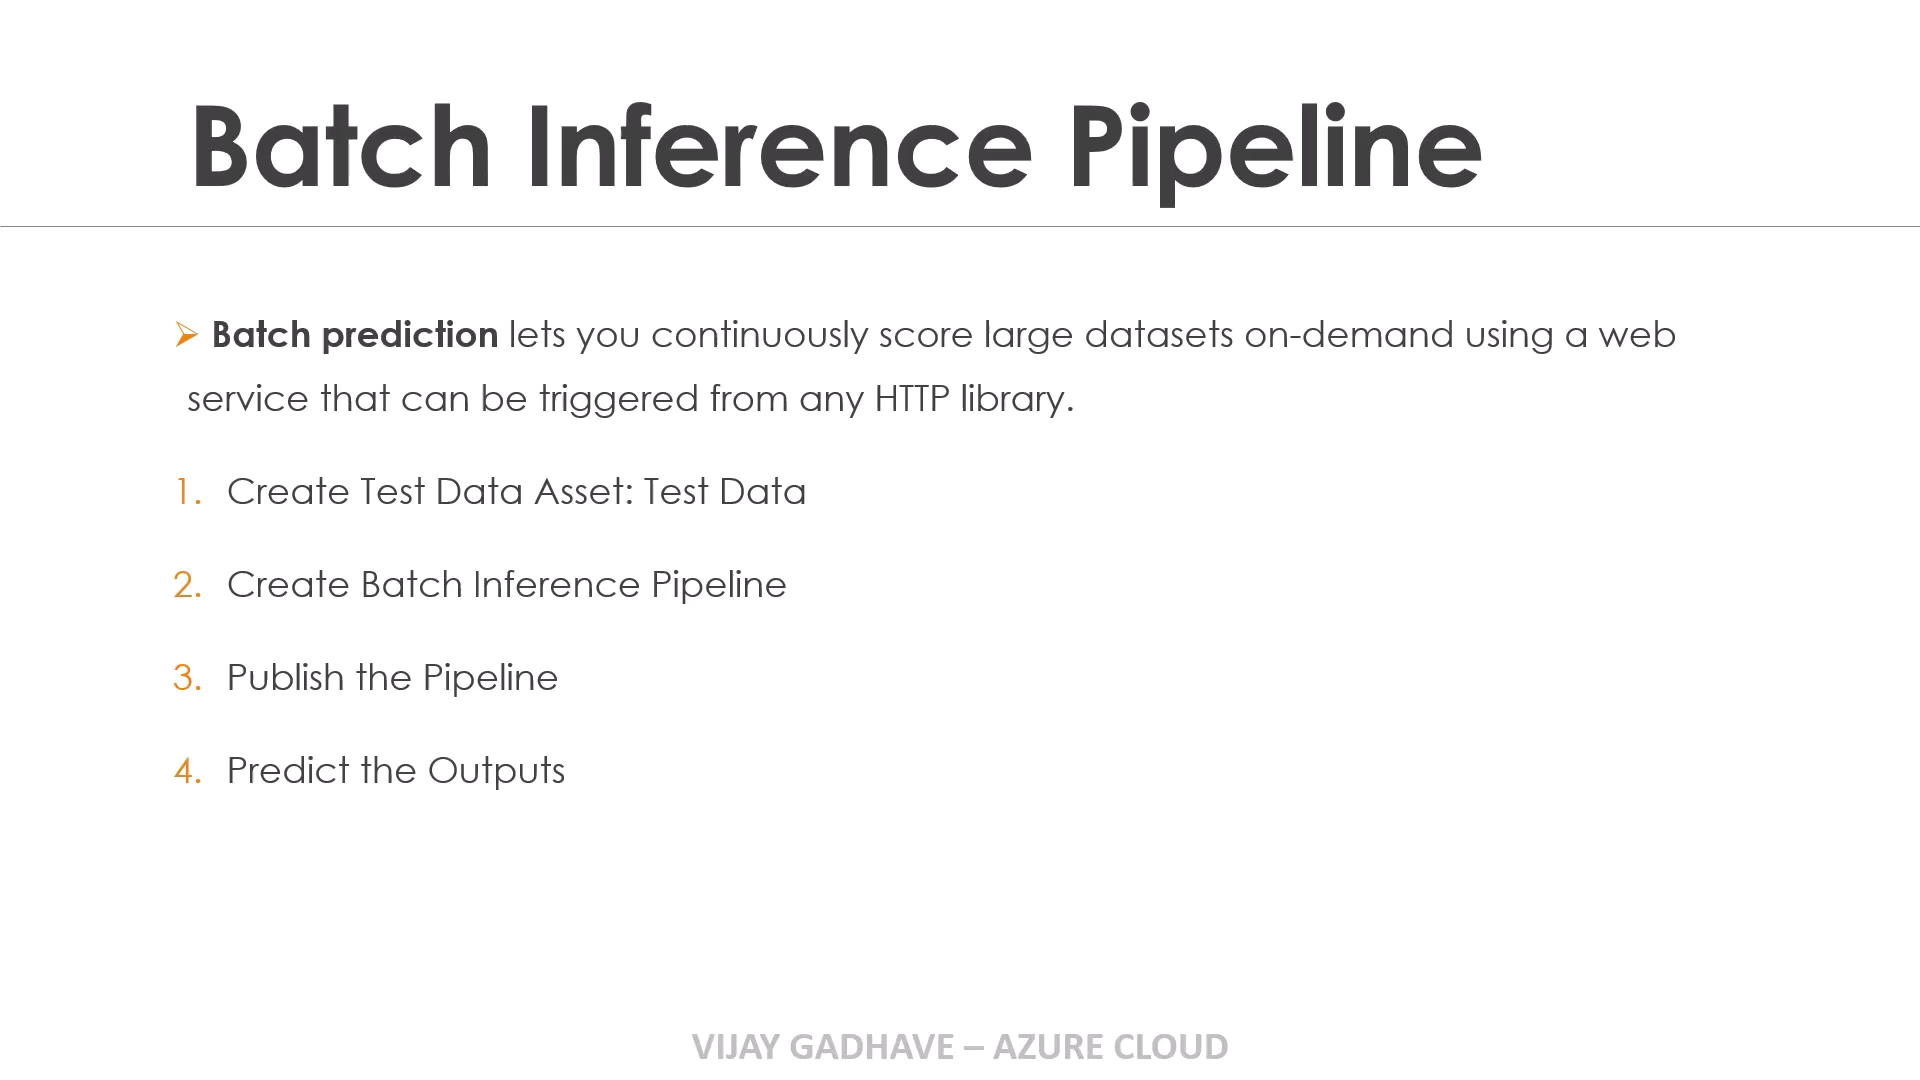 Batch Inference Pipeline
➢ Batch prediction lets you continuously score large datasets on-demand using a web
service that can be triggered from any HTTP library.
1. Create Test Data Asset: Test Data
2. Create Batch Inference Pipeline
3. Publish the Pipeline
4. Predict the Outputs
VIJAY GADHAVE – AZURE CLOUD